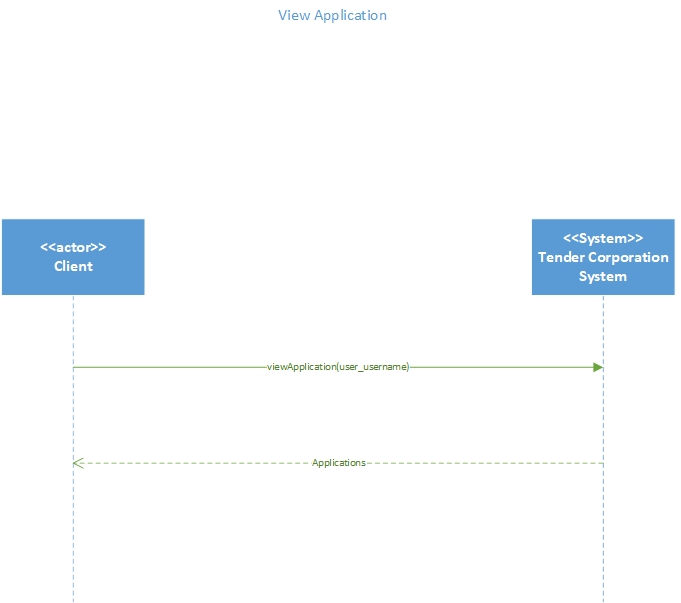 View Application
<<actor>>
Client
<<System>>
Tender Corporation
System
viewApplication(user_username)
Applications